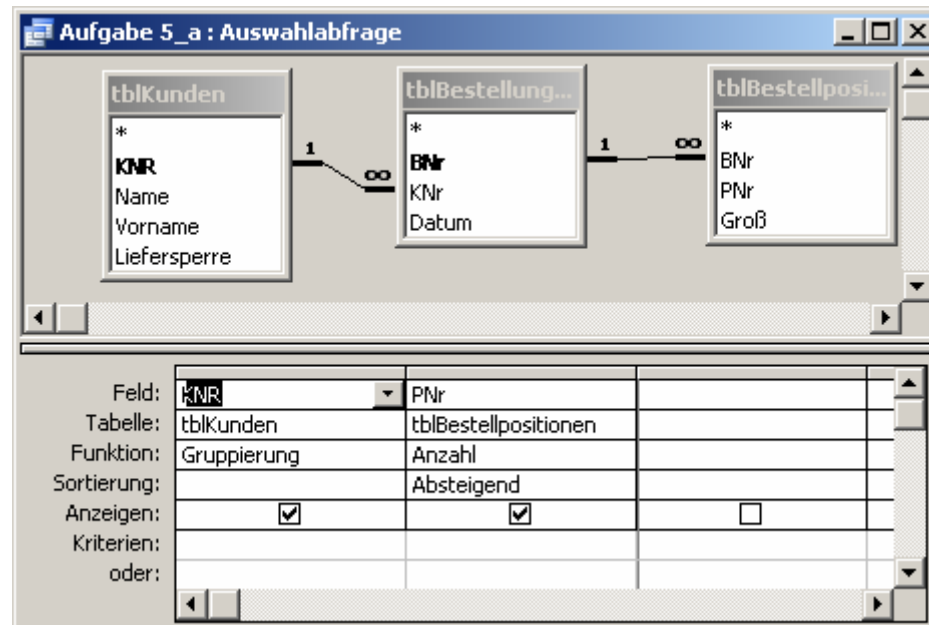 Aufgabe 5_a : Auswahlabfrage
tblKunden
*
KNR
Name
Vorname
Liefersperre
1
∞
tblBestellung...
*
BNr
KNr
Datum
1
∞
tblBestellposi...
*
BNr
PNr
Groß
Feld: KNR PNr
Tabelle: tblKunden tblBestellpositionen
Funktion: Gruppierung Anzahl
Sortierung: Absteigend
Anzeigen:
Kriterien:
oder: